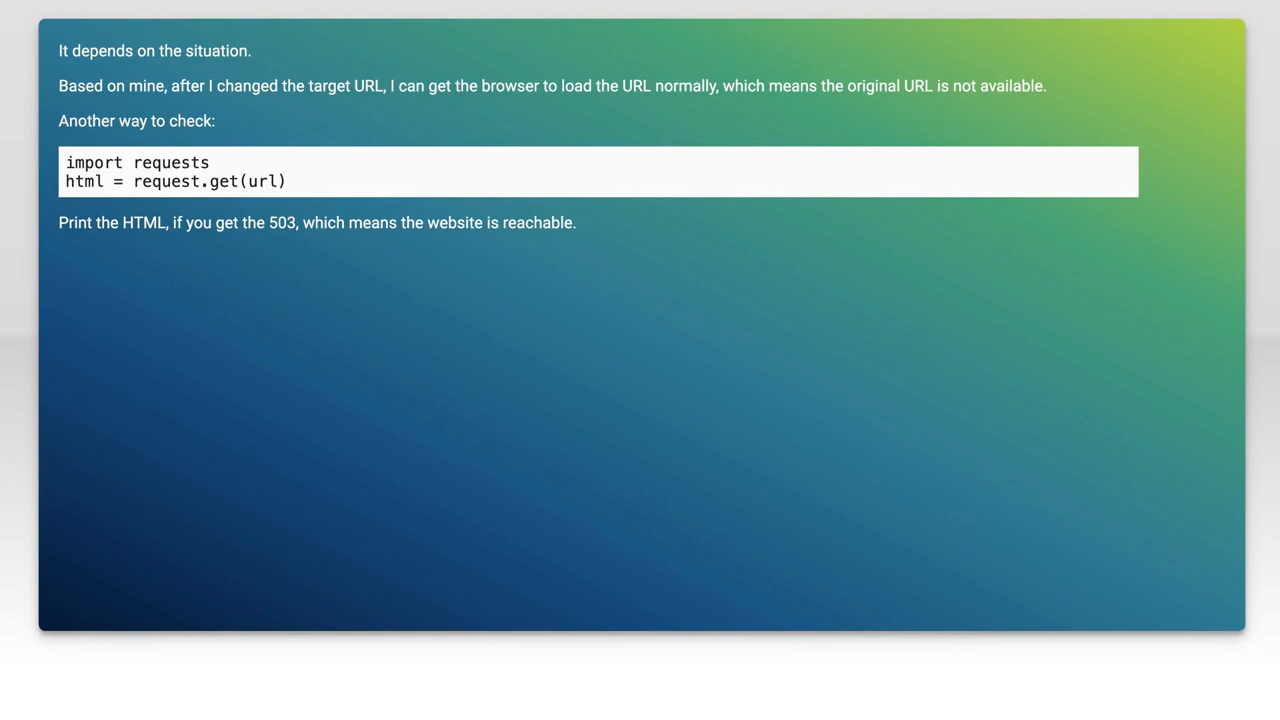 It depends on the situation.
Based on mine, after I changed the target URL, I can get the browser to load the URL normally, which means the original URL is not available.
Another way to check:
import requests
html = request.get(url)
Print the HTML, if you get the 503, which means the website is reachable.